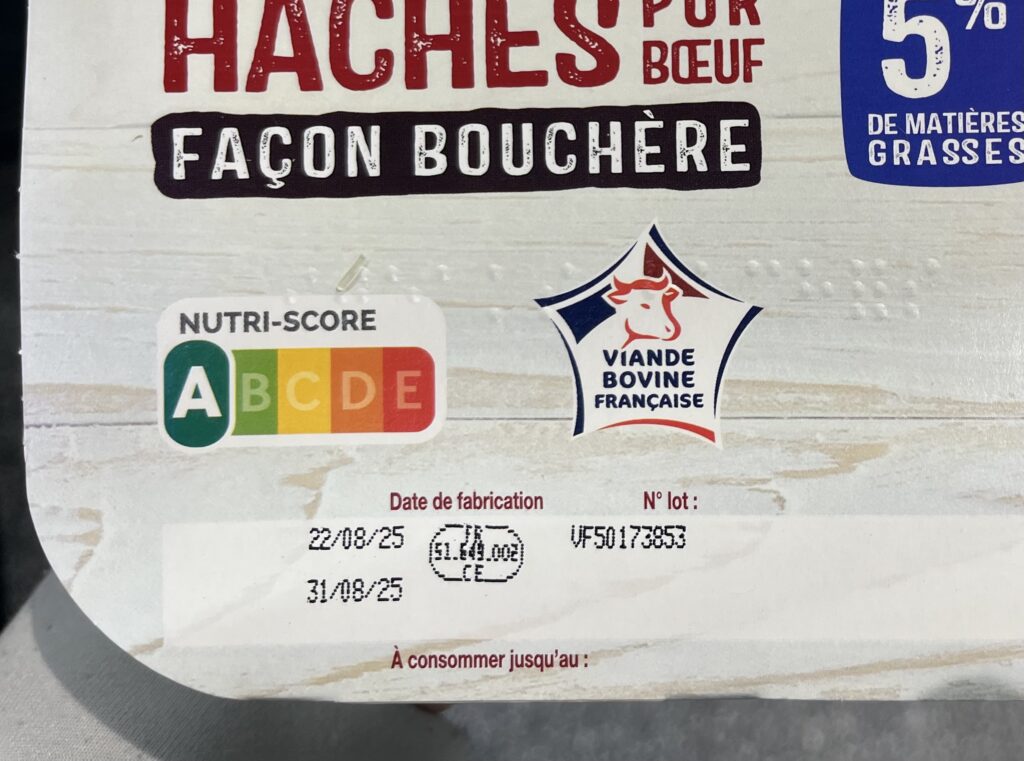 HACHÉS
PUR
BŒUF
5%
DE MATIÈRES
GRASSES
FAÇON BOUCHÈRE
NUTRI-SCORE
A B C D E
VIANDE
BOVINE
FRANÇAISE
Date de fabrication
N° lot :
22/08/25
FR
51.649.002
CE
VF50173853
31/08/25
À consommer jusqu'au :